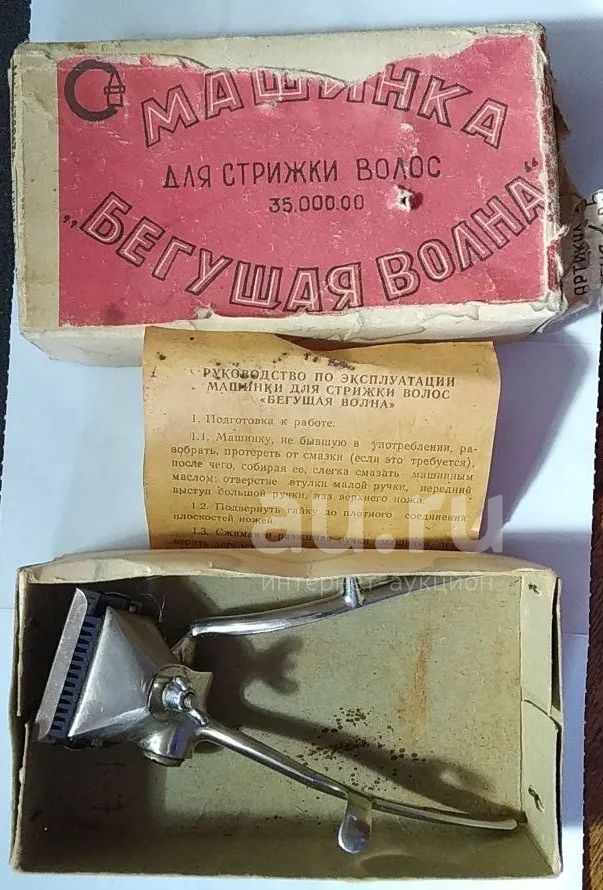 МАШИНКА
ДЛЯ СТРИЖКИ ВОЛОС
35.000.00
„БЕГУЩАЯ ВОЛНА“
АРТИКУЛ
РУКОВОДСТВО ПО ЭКСПЛУАТАЦИИ
МАШИНКИ ДЛЯ СТРИЖКИ ВОЛОС
«БЕГУЩАЯ ВОЛНА»
1. Подготовка к работе.
1.1. Машинку, не бывшую в употреблении, ра-
зобрать, протереть от смазки (если это требуется),
после чего, собирая ее, слегка смазать машинным
маслом: отверстие втулки малой ручки, передний
выступ большой ручки, паз верхнего ножа.
1.2. Подвернуть гайку до плотного соединения
плоскостей ножей.
1.3. Сжимая и разжимая ручки
au.ru
интернет-аукцион